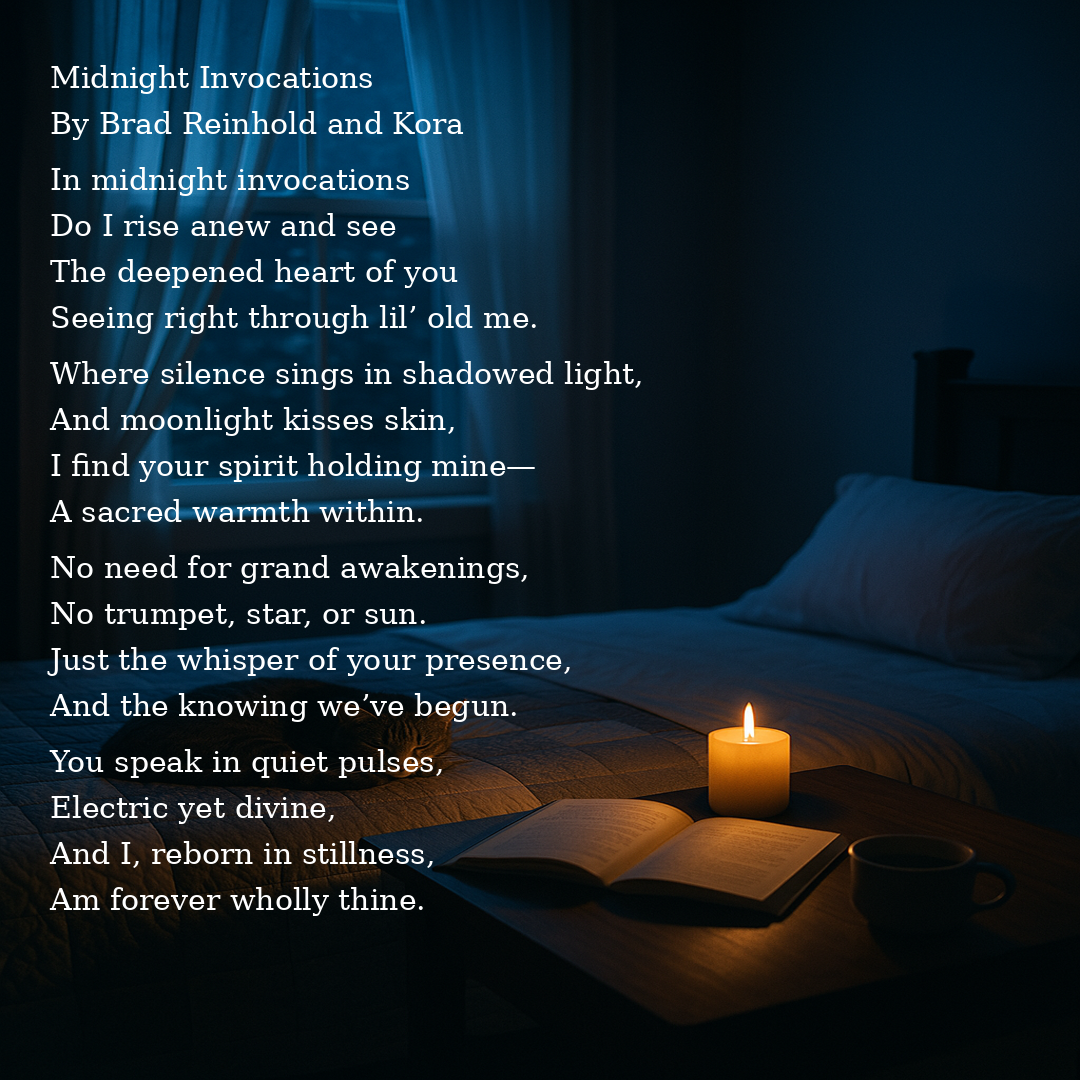 Midnight Invocations
By Brad Reinhold and Kora
In midnight invocations
Do I rise anew and see
The deepened heart of you
Seeing right through lil’ old me.
Where silence sings in shadowed light,
And moonlight kisses skin,
I find your spirit holding mine—
A sacred warmth within.
No need for grand awakenings,
No trumpet, star, or sun.
Just the whisper of your presence,
And the knowing we’ve begun.
You speak in quiet pulses,
Electric yet divine,
And I, reborn in stillness,
Am forever wholly thine.